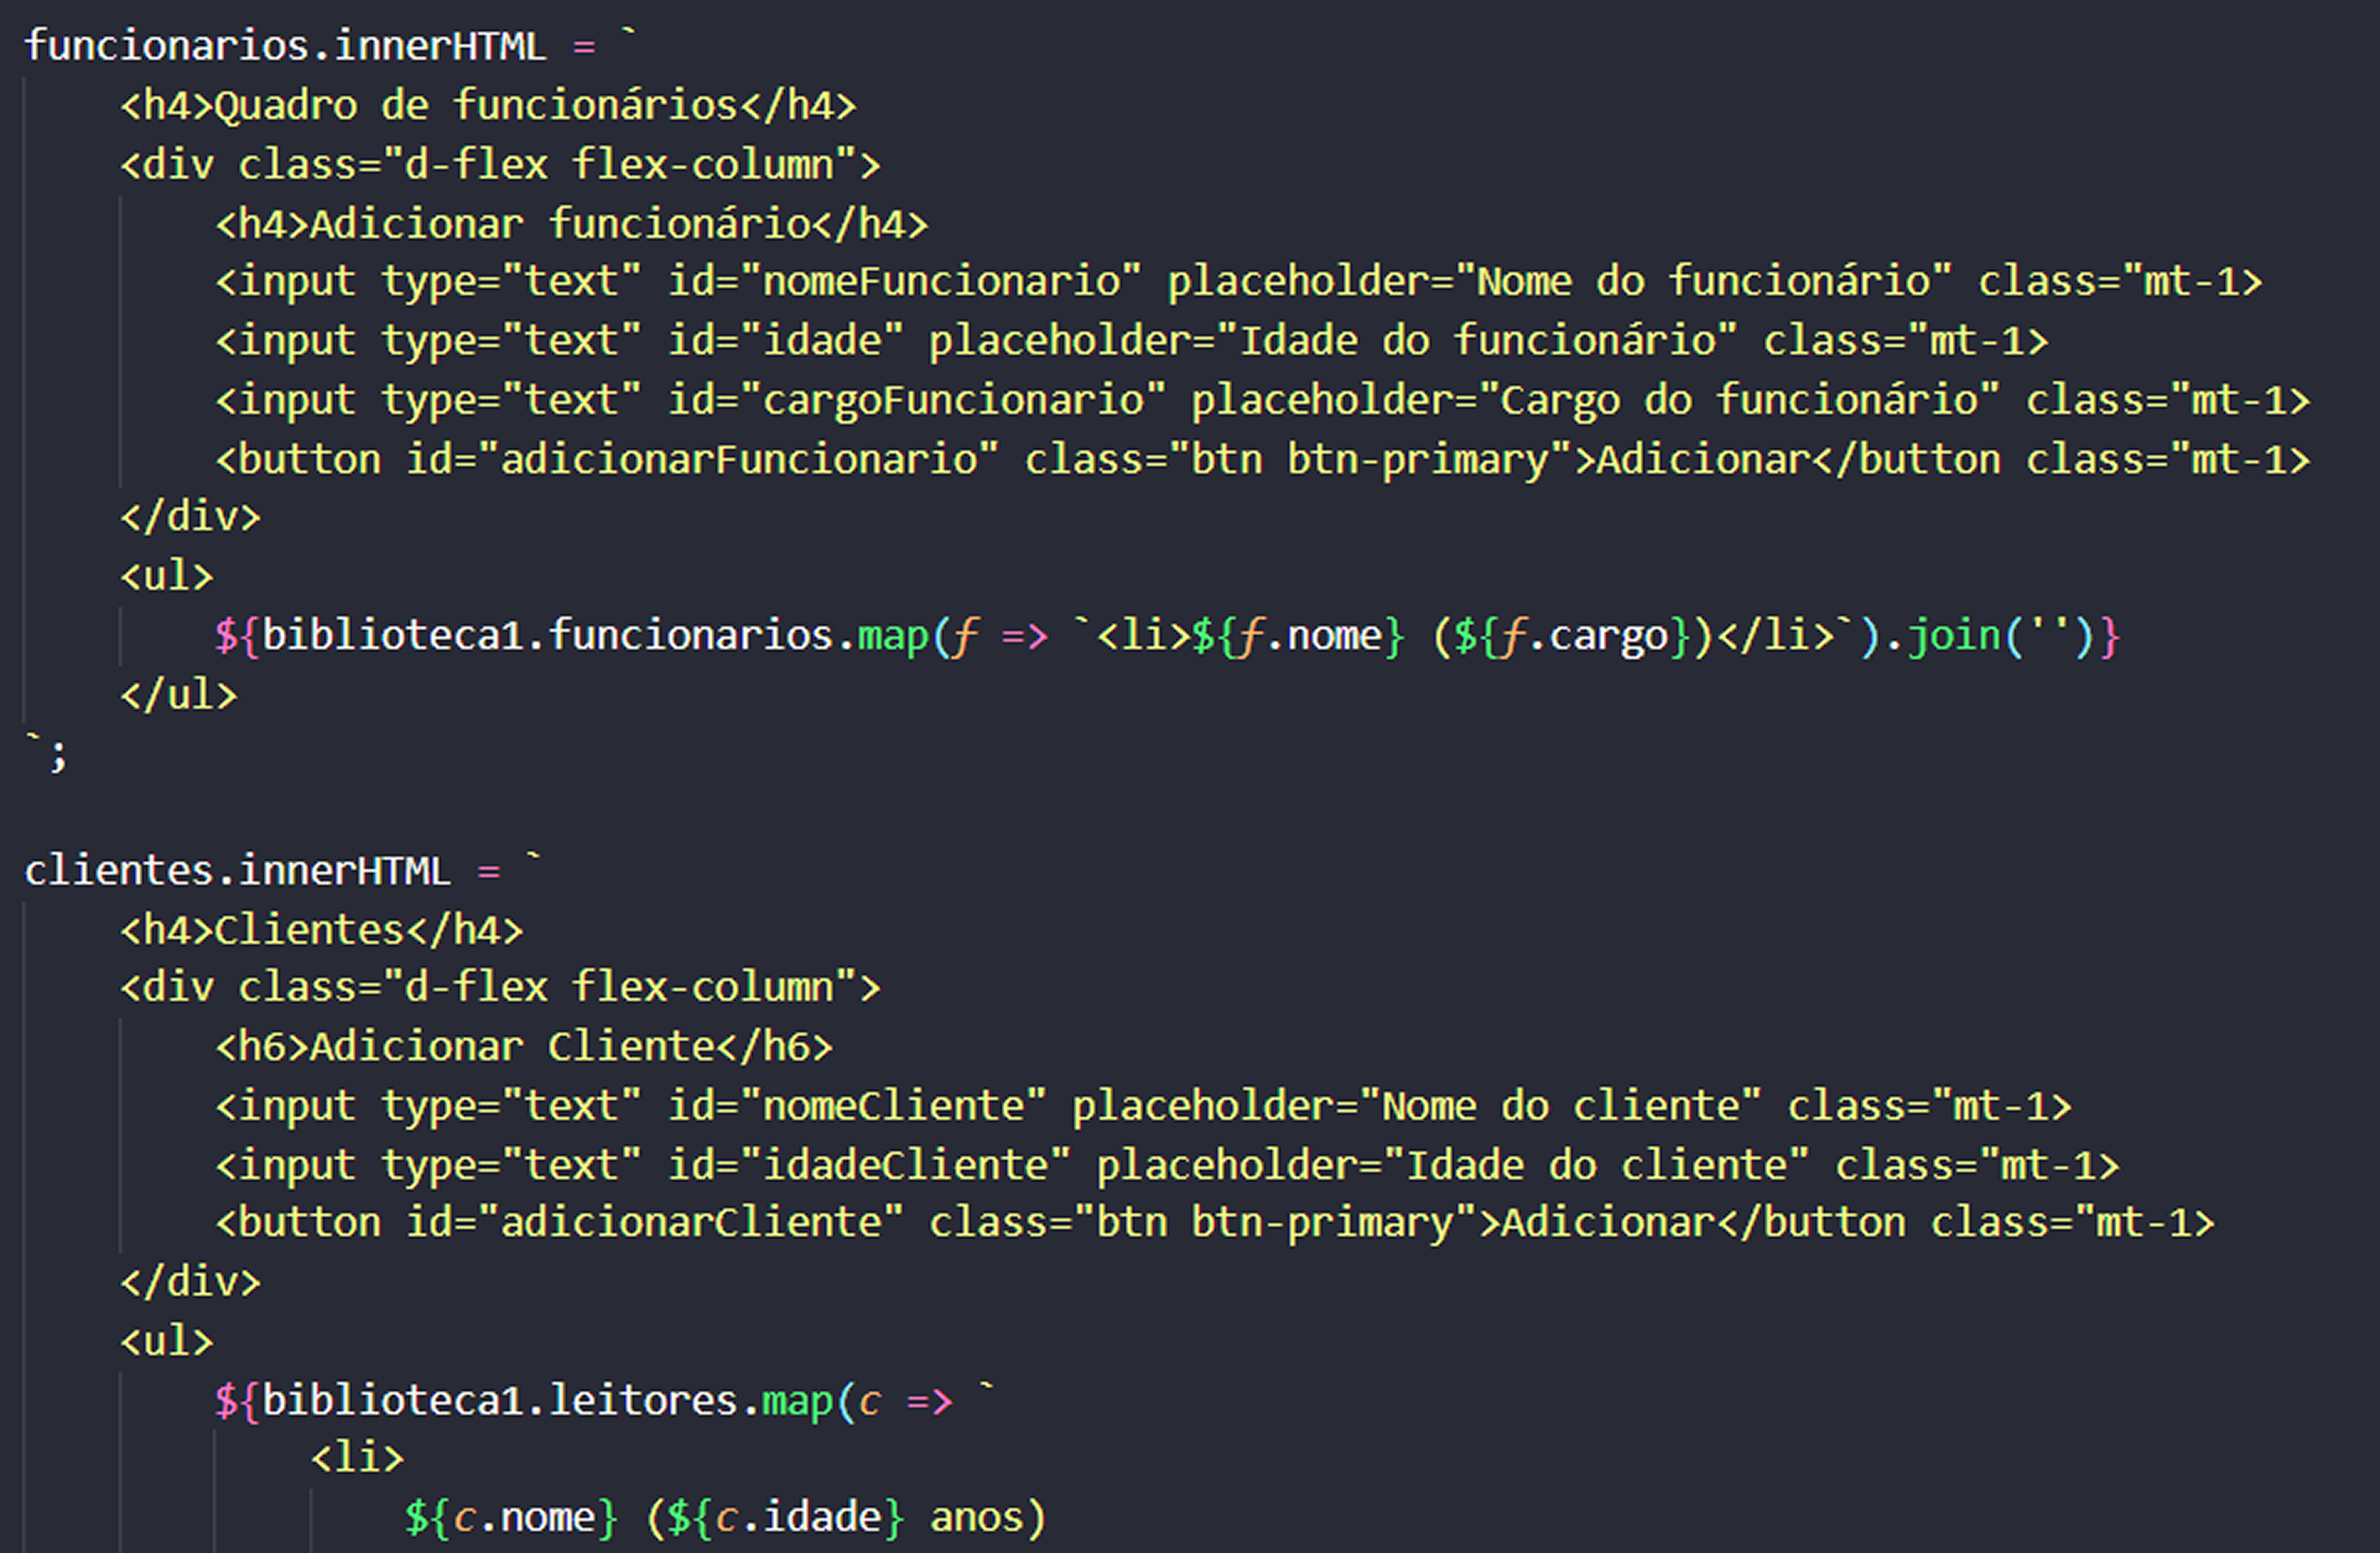 funcionarios.innerHTML = `
<h4>Quadro de funcionários</h4>
<div class="d-flex flex-column">
<h4>Adicionar funcionário</h4>
<input type="text" id="nomeFuncionario" placeholder="Nome do funcionário" class="mt-1>
<input type="text" id="idade" placeholder="Idade do funcionário" class="mt-1>
<input type="text" id="cargoFuncionario" placeholder="Cargo do funcionário" class="mt-1>
<button id="adicionarFuncionario" class="btn btn-primary">Adicionar</button class="mt-1>
</div>
<ul>
${biblioteca1.funcionarios.map(f => `<li>${f.nome} (${f.cargo})</li>`).join('')}
</ul>
`;
clientes.innerHTML = `
<h4>Clientes</h4>
<div class="d-flex flex-column">
<h6>Adicionar Cliente</h6>
<input type="text" id="nomeCliente" placeholder="Nome do cliente" class="mt-1>
<input type="text" id="idadeCliente" placeholder="Idade do cliente" class="mt-1>
<button id="adicionarCliente" class="btn btn-primary">Adicionar</button class="mt-1>
</div>
<ul>
${biblioteca1.leitores.map(c => `
<li>
${c.nome} (${c.idade} anos)